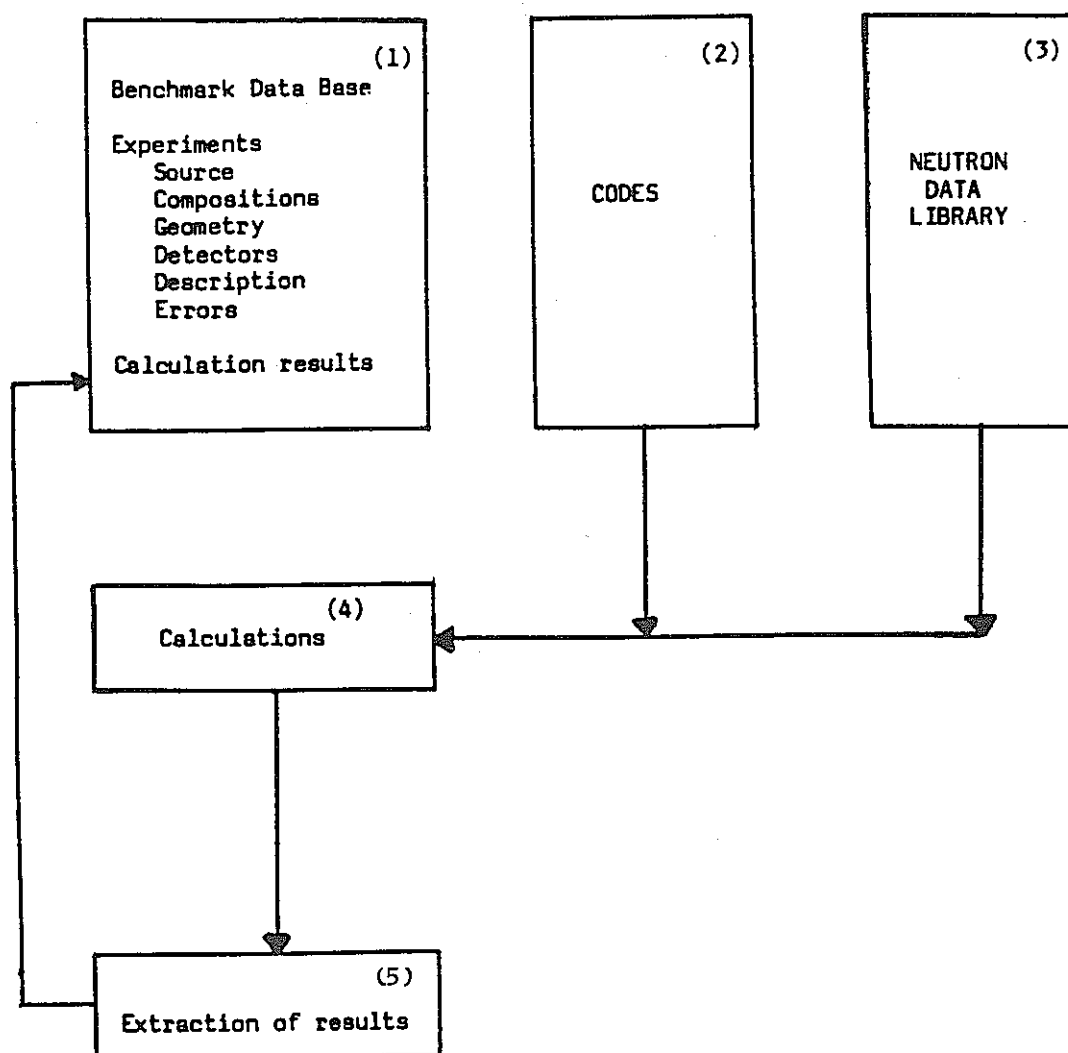 (1)
Benchmark Data Base
Experiments
Source
Compositions
Geometry
Detectors
Description
Errors
Calculation results
(2)
CODES
(3)
NEUTRON
DATA
LIBRARY
(4)
Calculations
(5)
Extraction of results